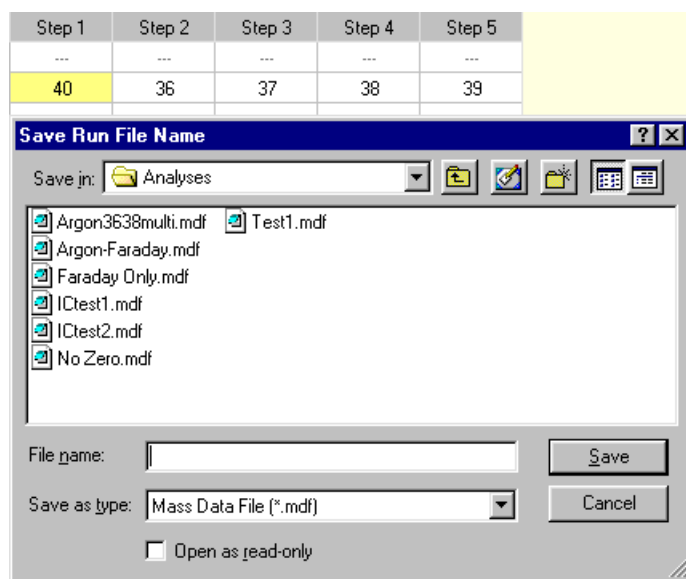 Step 1 Step 2 Step 3 Step 4 Step 5
--- --- --- --- ---
40 36 37 38 39
Save Run File Name
Save in: Analyses
Argon3638multi.mdf Test1.mdf
Argon-Faraday.mdf
Faraday Only.mdf
ICtest1.mdf
ICtest2.mdf
No Zero.mdf
File name: Save
Save as type: Mass Data File (*.mdf) Cancel
Open as read-only